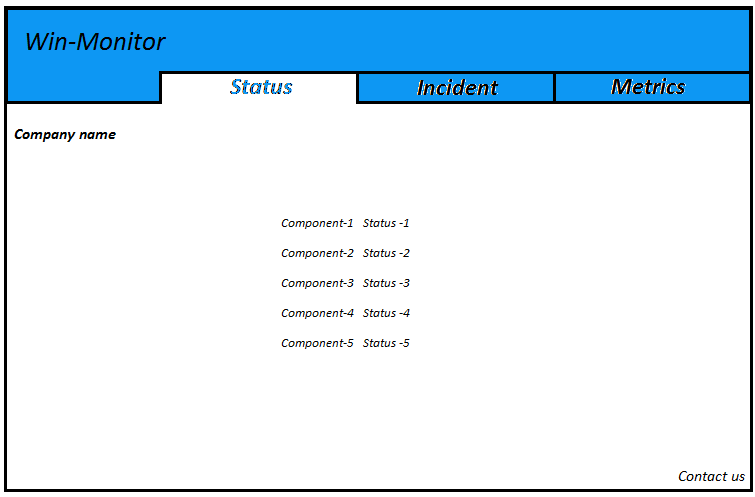 Win-Monitor
Status Incident Metrics
Company name
Component-1 Status -1
Component-2 Status -2
Component-3 Status -3
Component-4 Status -4
Component-5 Status -5
Contact us